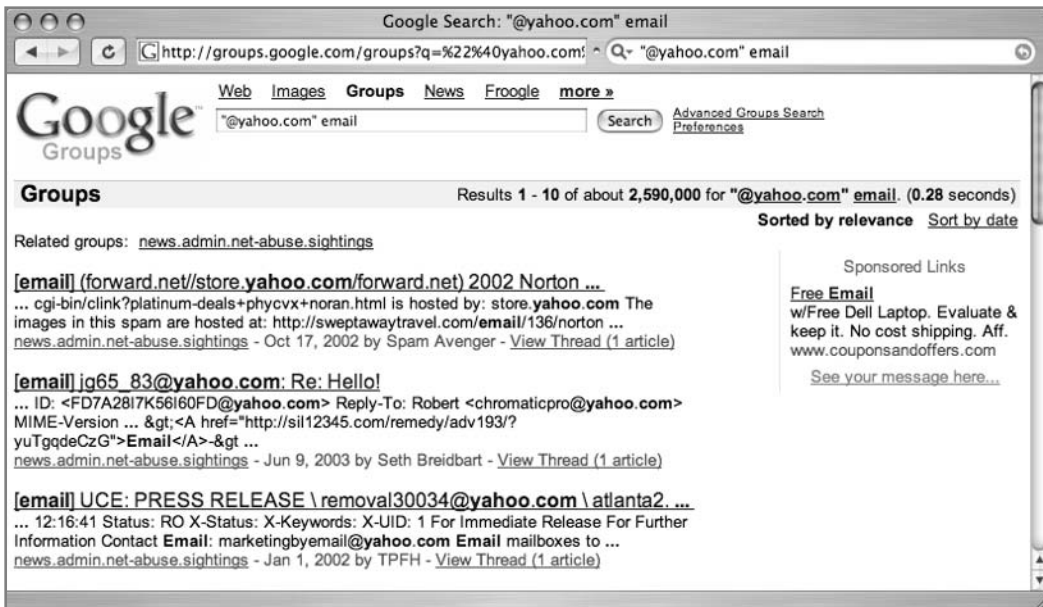 Google Search: "@yahoo.com" email
G http://groups.google.com/groups?q=%22%40yahoo.com% "@yahoo.com" email
Google™
Groups
Web Images Groups News Froogle more »
"@yahoo.com" email Search Advanced Groups Search
Preferences
Groups Results 1 - 10 of about 2,590,000 for "@yahoo.com" email. (0.28 seconds)
Sorted by relevance Sort by date
Related groups: news.admin.net-abuse.sightings
[email] (forward.net//store.yahoo.com/forward.net) 2002 Norton ...
... cgi-bin/clink?platinum-deals+phycvx+noran.html is hosted by: store.yahoo.com The
images in this spam are hosted at: http://sweptawaytravel.com/email/136/norton ...
news.admin.net-abuse.sightings - Oct 17, 2002 by Spam Avenger - View Thread (1 article)
[email] jg65_83@yahoo.com: Re: Hello!
... ID: <FD7A28I7K56I60FD@yahoo.com> Reply-To: Robert <chromaticpro@yahoo.com>
MIME-Version ... &gt;<A href="http://sil12345.com/remedy/adv193/?
yuTgqdeCzG">Email</A>-&gt ...
news.admin.net-abuse.sightings - Jun 9, 2003 by Seth Breidbart - View Thread (1 article)
[email] UCE: PRESS RELEASE \ removal30034@yahoo.com \ atlanta2. ...
... 12:16:41 Status: RO X-Status: X-Keywords: X-UID: 1 For Immediate Release For Further
Information Contact Email: marketingbyemail@yahoo.com Email mailboxes to ...
news.admin.net-abuse.sightings - Jan 1, 2002 by TPFH - View Thread (1 article)
Sponsored Links
Free Email
w/Free Dell Laptop. Evaluate &
keep it. No cost shipping. Aff.
www.couponsandoffers.com
See your message here...